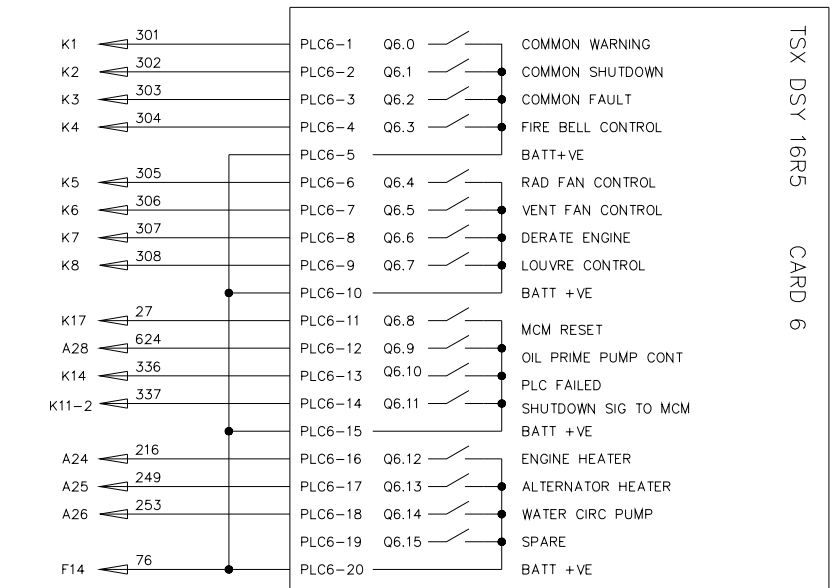 K1 301 PLC6-1 Q6.0 COMMON WARNING
K2 302 PLC6-2 Q6.1 COMMON SHUTDOWN
K3 303 PLC6-3 Q6.2 COMMON FAULT
K4 304 PLC6-4 Q6.3 FIRE BELL CONTROL
PLC6-5 BATT+VE
K5 305 PLC6-6 Q6.4 RAD FAN CONTROL
K6 306 PLC6-7 Q6.5 VENT FAN CONTROL
K7 307 PLC6-8 Q6.6 DERATE ENGINE
K8 308 PLC6-9 Q6.7 LOUVRE CONTROL
PLC6-10 BATT +VE
K17 27 PLC6-11 Q6.8 MCM RESET
A28 624 PLC6-12 Q6.9 OIL PRIME PUMP CONT
K14 336 PLC6-13 Q6.10 PLC FAILED
K11-2 337 PLC6-14 Q6.11 SHUTDOWN SIG TO MCM
PLC6-15 BATT +VE
A24 216 PLC6-16 Q6.12 ENGINE HEATER
A25 249 PLC6-17 Q6.13 ALTERNATOR HEATER
A26 253 PLC6-18 Q6.14 WATER CIRC PUMP
PLC6-19 Q6.15 SPARE
F14 76 PLC6-20 BATT +VE
TSX DSY 16R5 CARD 6